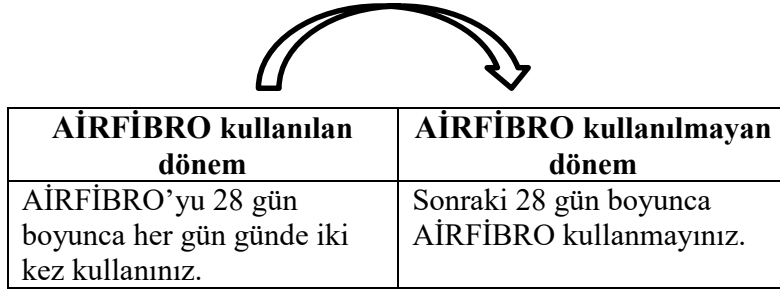 AİRFİBRO kullanılan
dönem
AİRFİBRO kullanılmayan
dönem
AİRFİBRO’yu 28 gün
boyunca her gün günde iki
kez kullanınız.
Sonraki 28 gün boyunca
AİRFİBRO kullanmayınız.